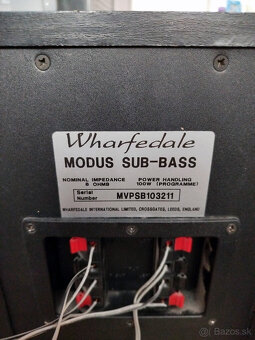 Wharfedale
MODUS SUB-BASS
NOMINAL IMPEDANCE POWER HANDLING
8 OHMS 100W (PROGRAMME)
Serial Number MVPSB103211
WHARFEDALE INTERNATIONAL LIMITED, CROSSGATES, LEEDS, ENGLAND
bazos.sk